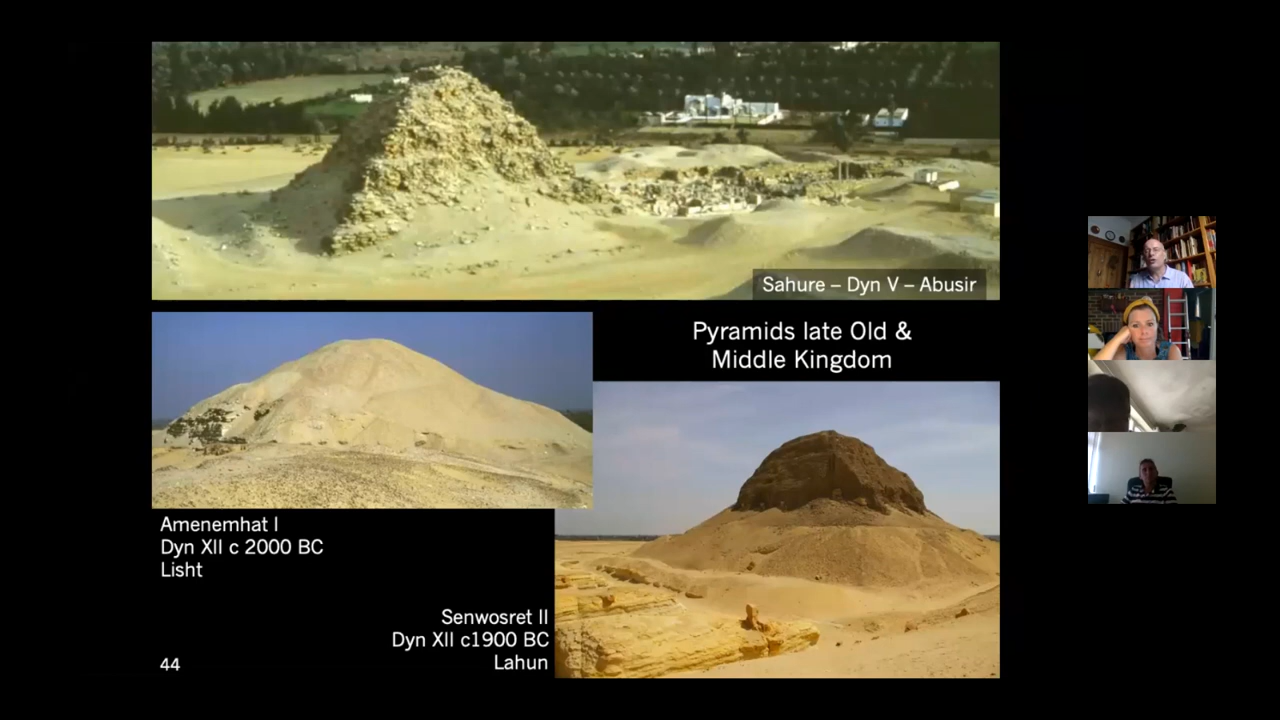 Sahure – Dyn V – Abusir
Pyramids late Old &
Middle Kingdom
Amenemhat I
Dyn XII c 2000 BC
Lisht
Senwosret II
Dyn XII c1900 BC
Lahun
44